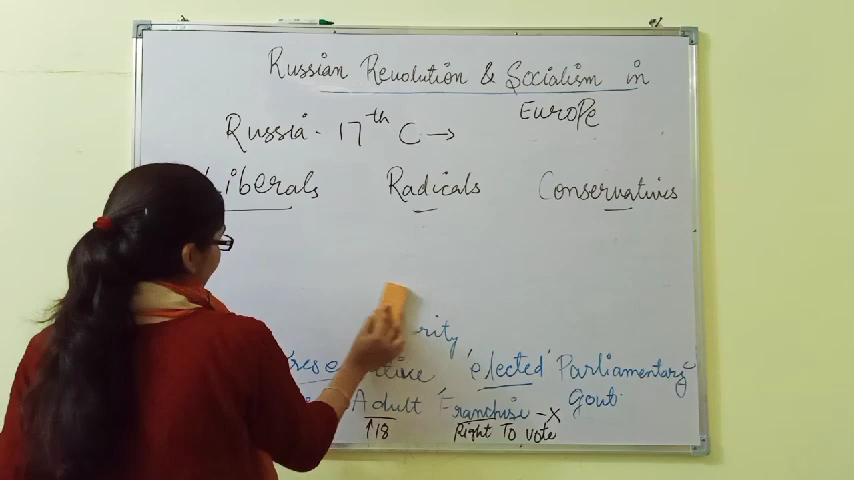 Russian Revolution & Socialism in
Europe
Russia - 17th C →
Liberals Radicals Conservatives
rity
'elected' Parliamentary
Adult Franchise - X Govt.
↑18 Right To vote